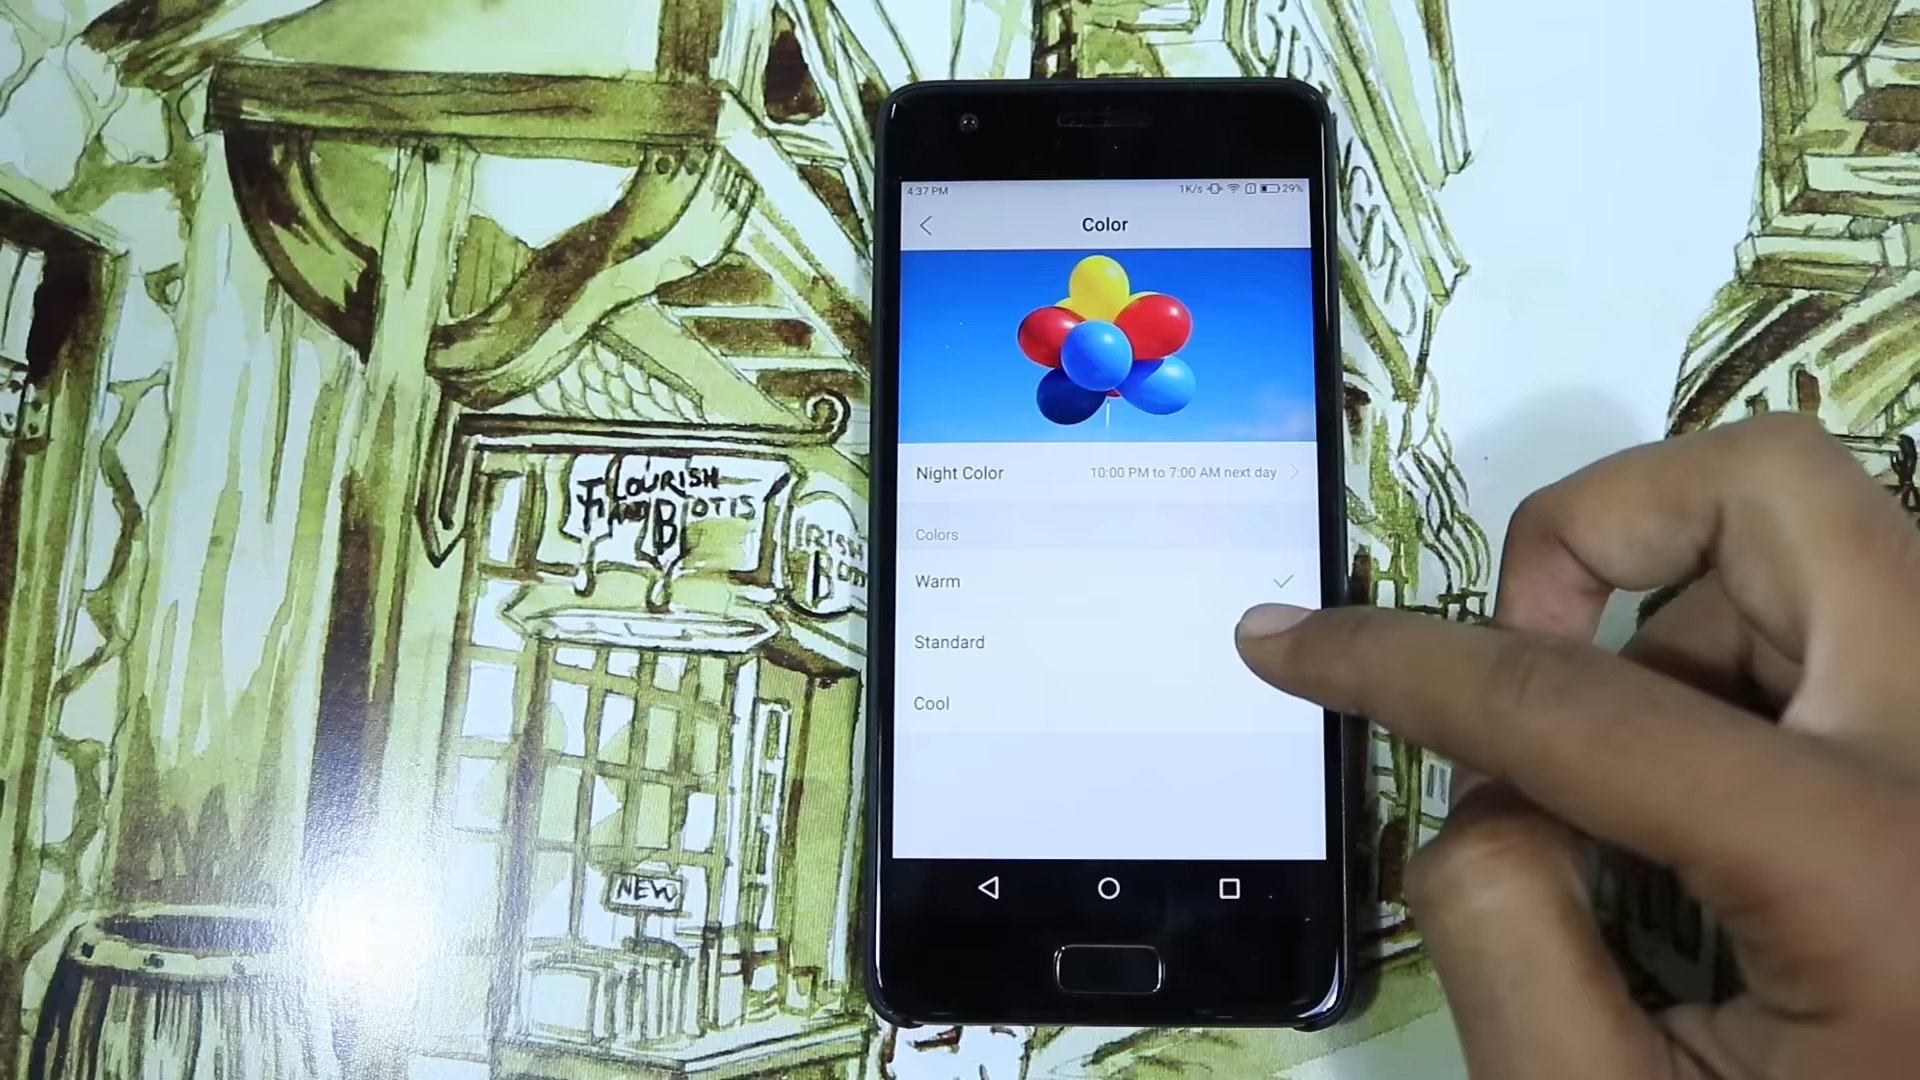 4:37 PM 1K/s 29%
Color
Night Color 10:00 PM to 7:00 AM next day
Colors
Warm
Standard
Cool
FLOURISH
AND BLOTTS
NEW